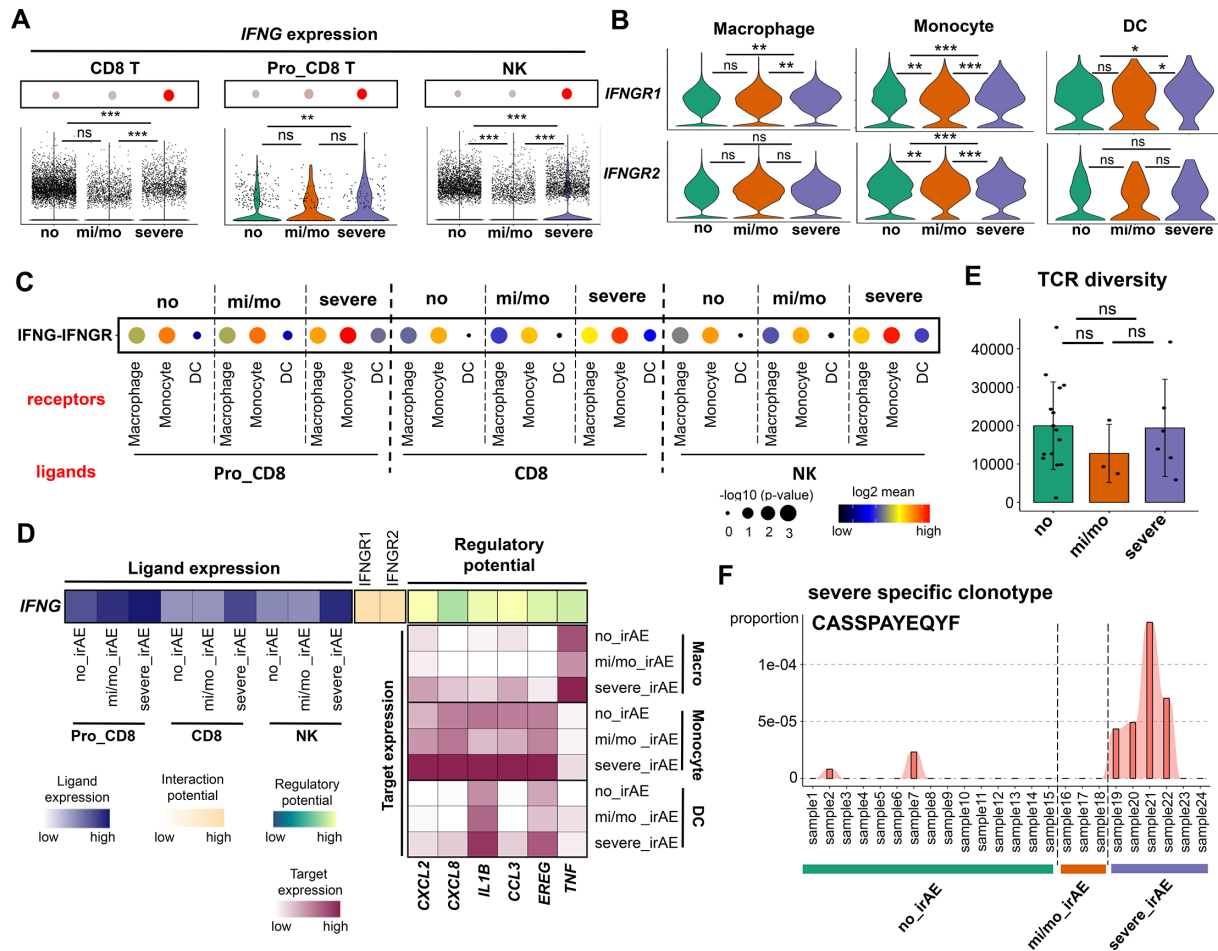 A
IFNG expression
CD8 T
Pro_CD8 T
NK
***
ns
***
**
ns
ns
***
***
***
no
mi/mo
severe
no
mi/mo
severe
no
mi/mo
severe
B
Macrophage
Monocyte
DC
IFNGR1
**
ns
**
***
**
***
*
ns
*
IFNGR2
ns
ns
ns
***
**
***
ns
ns
ns
no
mi/mo
severe
no
mi/mo
severe
no
mi/mo
severe
C
no
mi/mo
severe
no
mi/mo
severe
no
mi/mo
severe
IFNG-IFNGR
receptors
Macrophage
Monocyte
DC
Macrophage
Monocyte
DC
Macrophage
Monocyte
DC
Macrophage
Monocyte
DC
Macrophage
Monocyte
DC
Macrophage
Monocyte
DC
Macrophage
Monocyte
DC
Macrophage
Monocyte
DC
Macrophage
Monocyte
DC
ligands
Pro_CD8
CD8
NK
-log10 (p-value)
0
1
2
3
log2 mean
low
high
E
TCR diversity
ns
ns
ns
40000
30000
20000
10000
0
no
mi/mo
severe
D
Ligand expression
IFNGR1
IFNGR2
Regulatory
potential
IFNG
no_irAE
mi/mo_irAE
severe_irAE
no_irAE
mi/mo_irAE
severe_irAE
no_irAE
mi/mo_irAE
severe_irAE
Pro_CD8
CD8
NK
Target expression
no_irAE
mi/mo_irAE
severe_irAE
Macro
no_irAE
mi/mo _irAE
severe_irAE
Monocyte
no_irAE
mi/mo _irAE
severe_irAE
DC
CXCL2
CXCL8
IL1B
CCL3
EREG
TNF
Ligand
expression
low
high
Interaction
potential
low
high
Regulatory
potential
low
high
Target
expression
low
high
F
severe specific clonotype
proportion
CASSPAYEQYF
1e-04
5e-05
0
sample1
sample2
sample3
sample4
sample5
sample6
sample7
sample8
sample9
sample10
sample11
sample12
sample13
sample14
sample15
sample16
sample17
sample18
sample19
sample20
sample21
sample22
sample23
sample24
no_irAE
mi/mo_irAE
severe_irAE